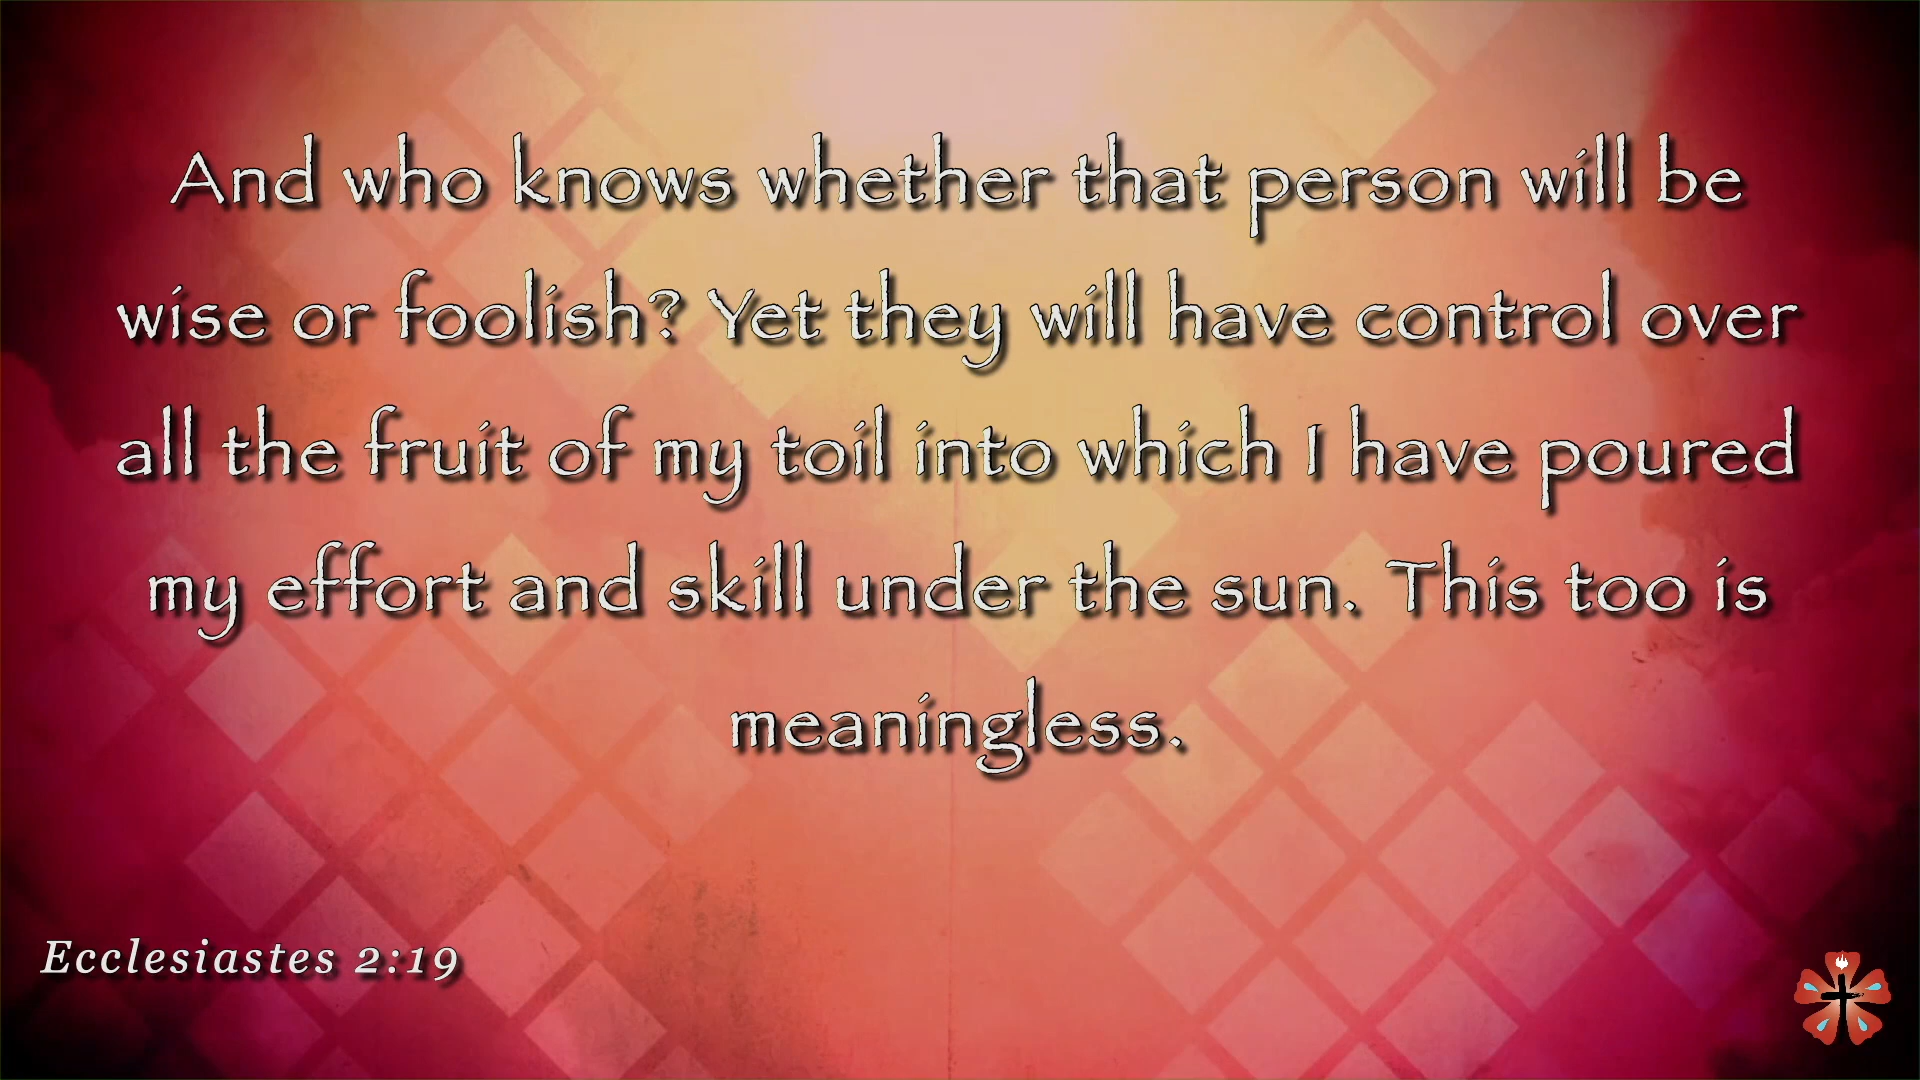 And who knows whether that person will be
wise or foolish? Yet they will have control over
all the fruit of my toil into which I have poured
my effort and skill under the sun. This too is
meaningless.
Ecclesiastes 2:19